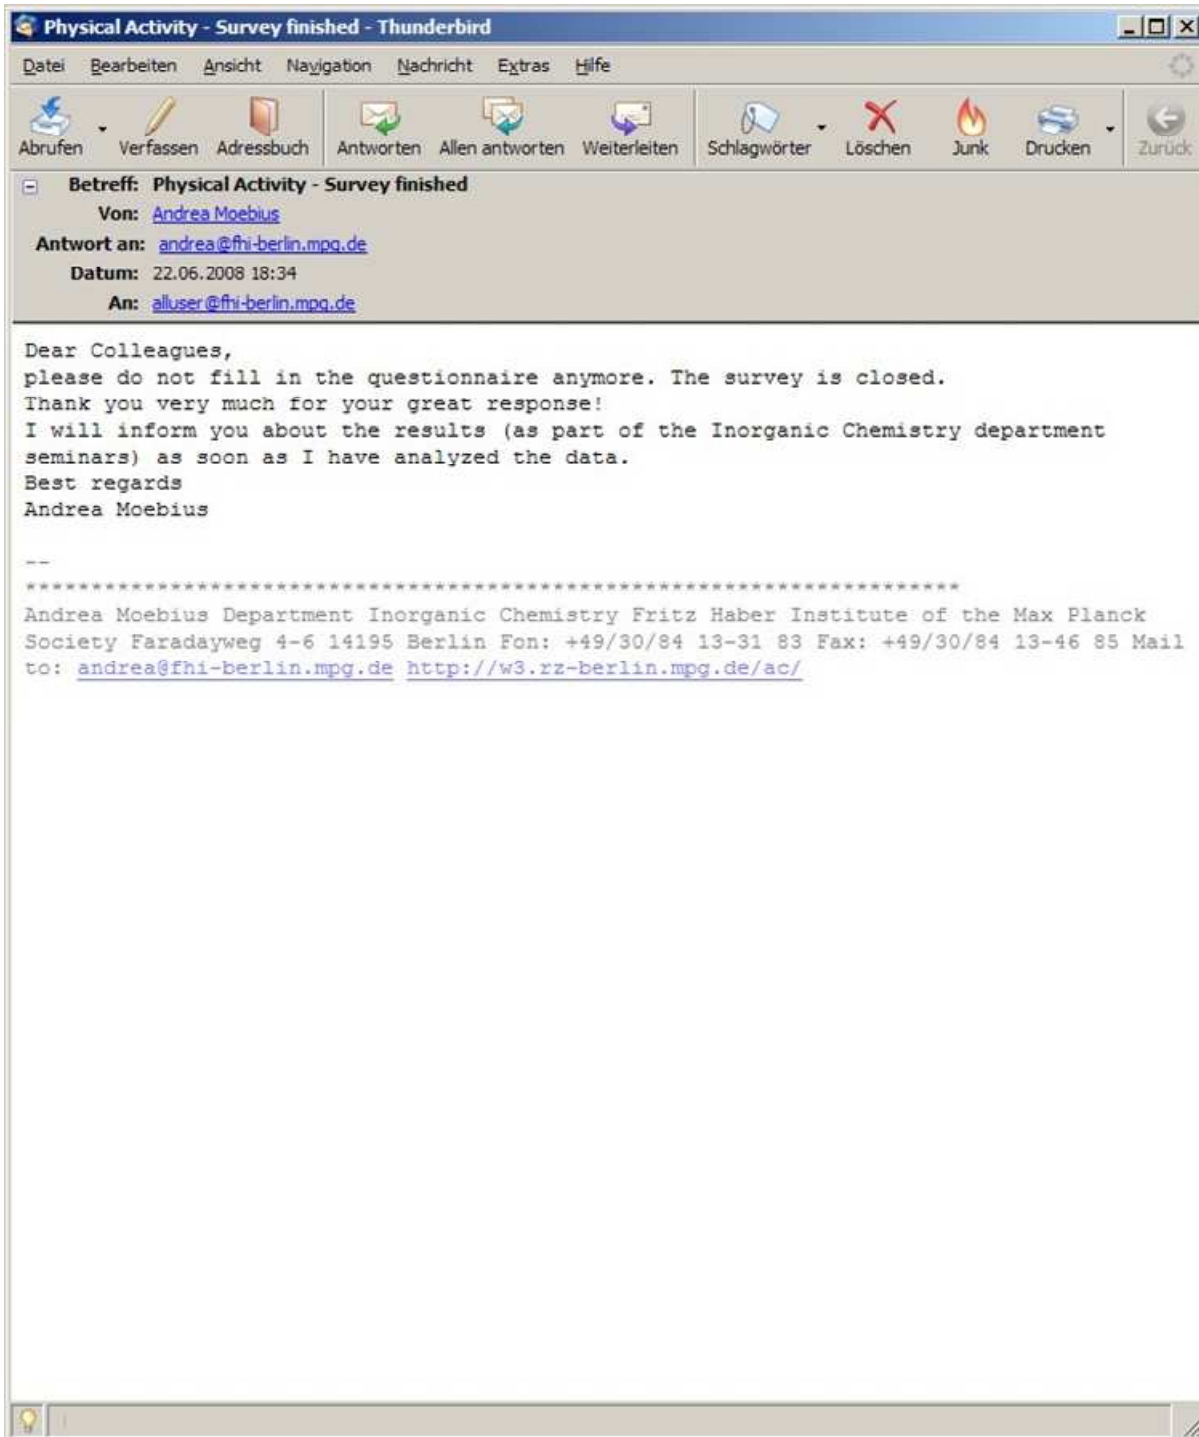 Physical Activity - Survey finished - Thunderbird
Datei Bearbeiten Ansicht Navigation Nachricht Extras Hilfe
Abrufen Verfassen Adressbuch Antworten Allen antworten Weiterleiten Schlagwörter Löschen Junk Drucken Zurück
Betreff: Physical Activity - Survey finished
Von: Andrea Moebius
Antwort an: andrea@fhi-berlin.mpg.de
Datum: 22.06.2008 18:34
An: alluser@fhi-berlin.mpg.de
Dear Colleagues,
please do not fill in the questionnaire anymore. The survey is closed.
Thank you very much for your great response!
I will inform you about the results (as part of the Inorganic Chemistry department
seminars) as soon as I have analyzed the data.
Best regards
Andrea Moebius
--
***********************************************************************
Andrea Moebius Department Inorganic Chemistry Fritz Haber Institute of the Max Planck
Society Faradayweg 4-6 14195 Berlin Fon: +49/30/84 13-31 83 Fax: +49/30/84 13-46 85 Mail
to: andrea@fhi-berlin.mpg.de http://w3.rz-berlin.mpg.de/ac/